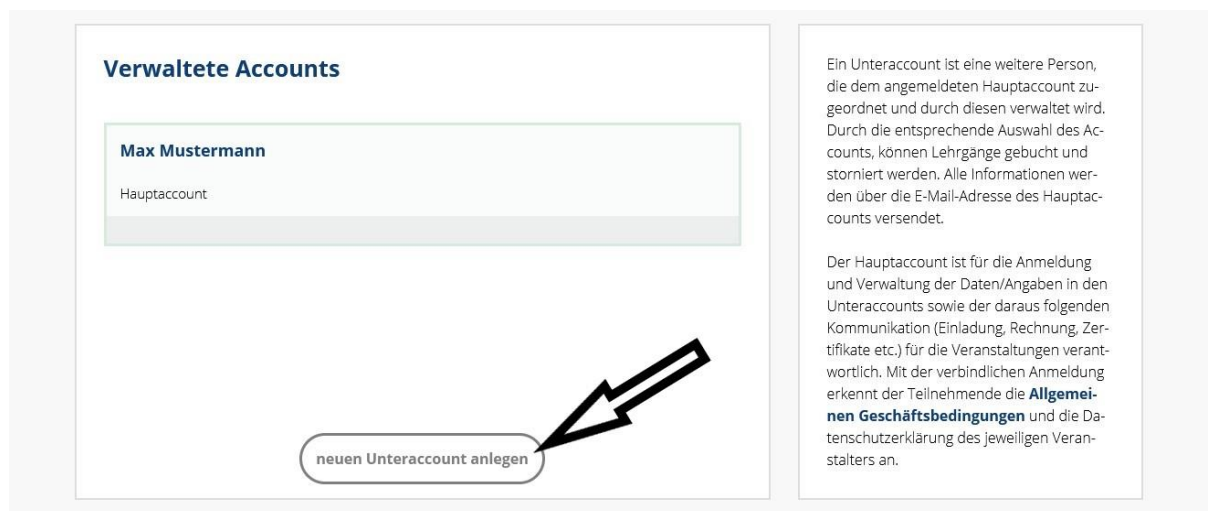 Verwaltete Accounts
Max Mustermann
Hauptaccount
neuen Unteraccount anlegen
Ein Unteraccount ist eine weitere Person,
die dem angemeldeten Hauptaccount zu-
geordnet und durch diesen verwaltet wird.
Durch die entsprechende Auswahl des Ac-
counts, können Lehrgänge gebucht und
storniert werden. Alle Informationen wer-
den über die E-Mail-Adresse des Hauptac-
counts versendet.
Der Hauptaccount ist für die Anmeldung
und Verwaltung der Daten/Angaben in den
Unteraccounts sowie der daraus folgenden
Kommunikation (Einladung, Rechnung, Zer-
tifikate etc.) für die Veranstaltungen verant-
wortlich. Mit der verbindlichen Anmeldung
erkennt der Teilnehmende die Allgemei-
nen Geschäftsbedingungen und die Da-
tenschutzerklärung des jeweiligen Veran-
stalters an.